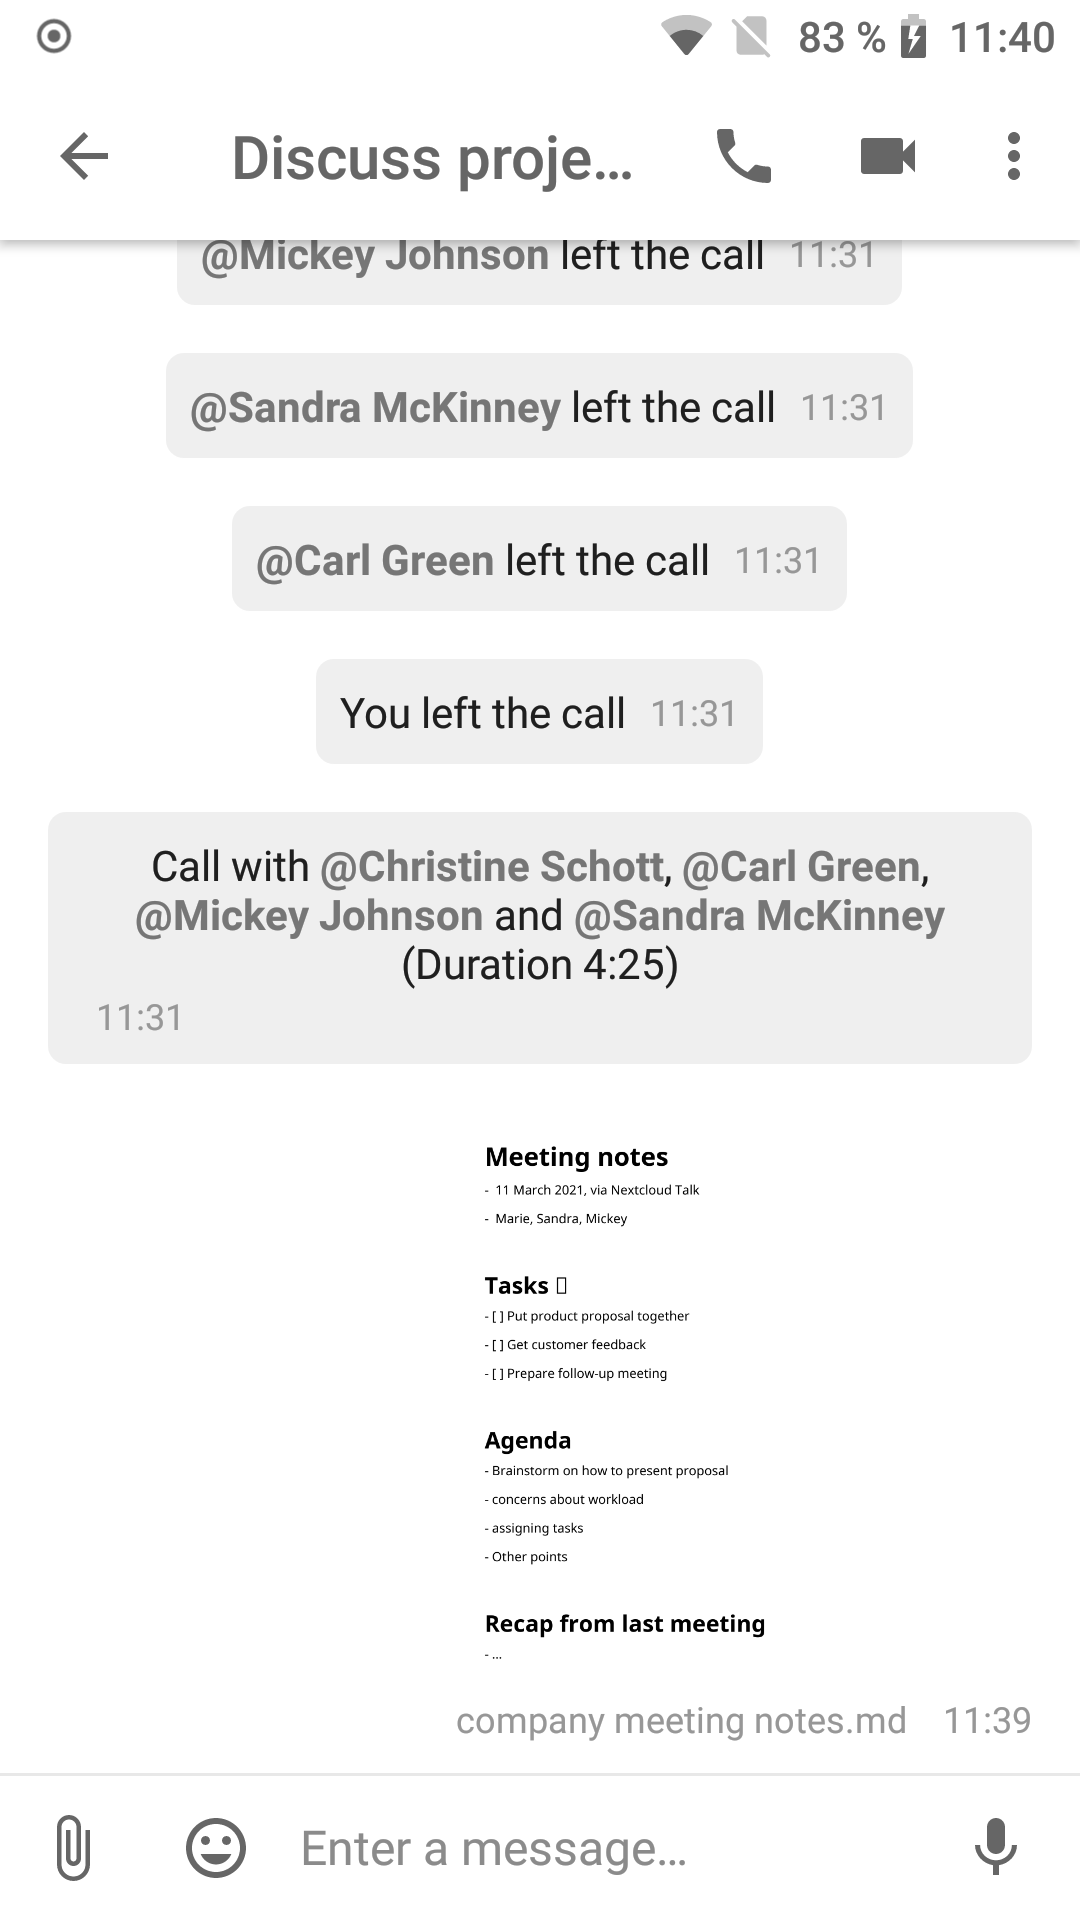 83 % 11:40
Discuss proje…
@Mickey Johnson left the call 11:31
@Sandra McKinney left the call 11:31
@Carl Green left the call 11:31
You left the call 11:31
Call with @Christine Schott, @Carl Green,
@Mickey Johnson and @Sandra McKinney
(Duration 4:25)
11:31
Meeting notes
- 11 March 2021, via Nextcloud Talk
- Marie, Sandra, Mickey
Tasks
- [ ] Put product proposal together
- [ ] Get customer feedback
- [ ] Prepare follow-up meeting
Agenda
- Brainstorm on how to present proposal
- concerns about workload
- assigning tasks
- Other points
Recap from last meeting
- ...
company meeting notes.md 11:39
Enter a message…